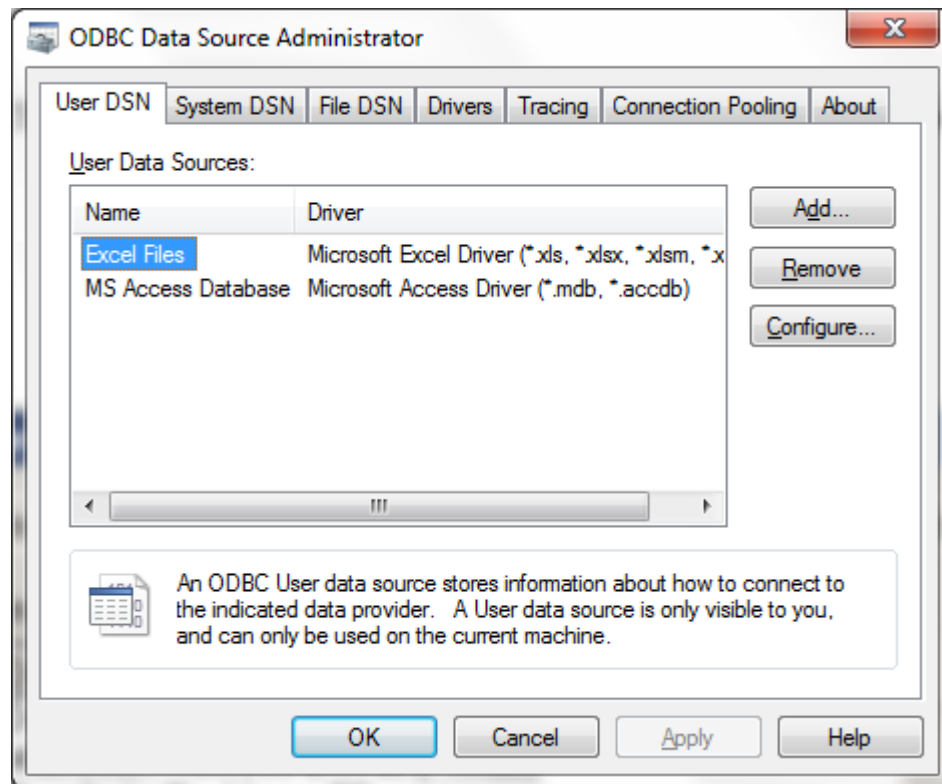 ODBC Data Source Administrator
User DSN System DSN File DSN Drivers Tracing Connection Pooling About
User Data Sources:
Name Driver
Add...
Excel Files Microsoft Excel Driver (*.xls, *.xlsx, *.xlsm, *.x
Remove
MS Access Database Microsoft Access Driver (*.mdb, *.accdb)
Configure...
An ODBC User data source stores information about how to connect to
the indicated data provider. A User data source is only visible to you,
and can only be used on the current machine.
OK Cancel Apply Help